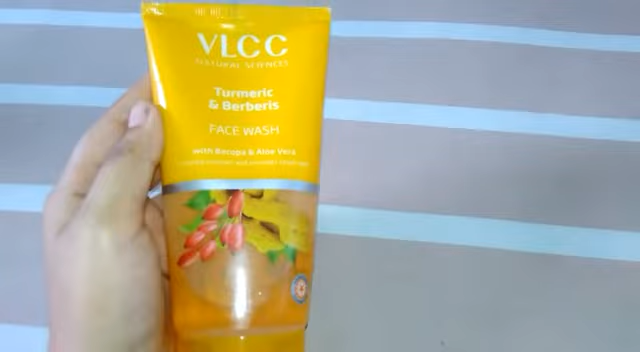 VLCC
NATURAL SCIENCES
Turmeric
& Berberis
FACE WASH
with Bacopa & Aloe Vera